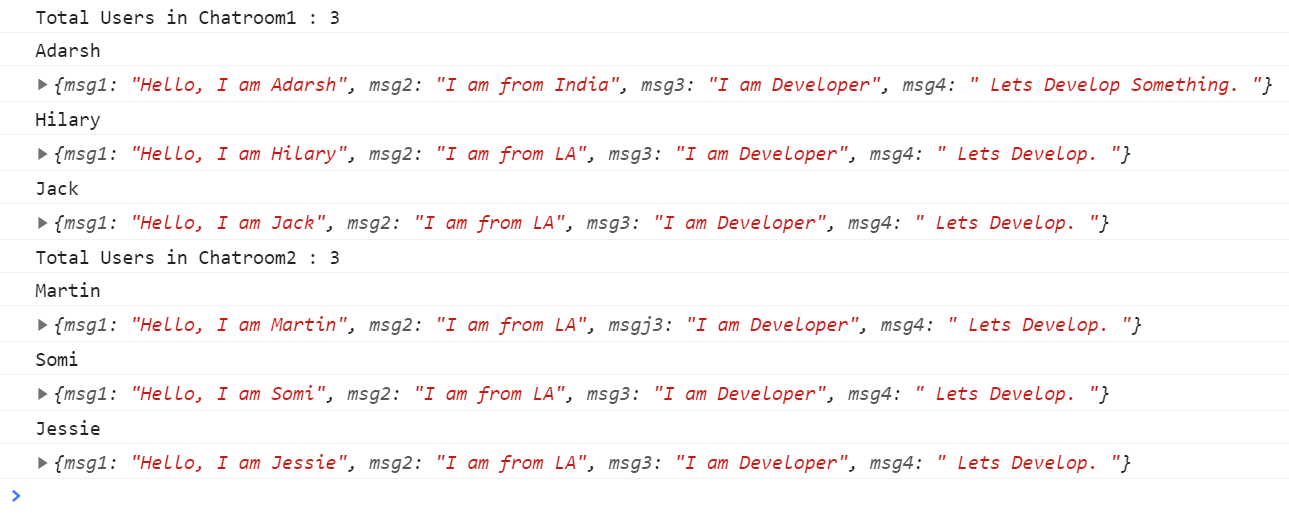 Total Users in Chatroom1 : 3
Adarsh
{msg1: "Hello, I am Adarsh", msg2: "I am from India", msg3: "I am Developer", msg4: " Lets Develop Something. "}
Hilary
{msg1: "Hello, I am Hilary", msg2: "I am from LA", msg3: "I am Developer", msg4: " Lets Develop. "}
Jack
{msg1: "Hello, I am Jack", msg2: "I am from LA", msg3: "I am Developer", msg4: " Lets Develop. "}
Total Users in Chatroom2 : 3
Martin
{msg1: "Hello, I am Martin", msg2: "I am from LA", msgj3: "I am Developer", msg4: " Lets Develop. "}
Somi
{msg1: "Hello, I am Somi", msg2: "I am from LA", msg3: "I am Developer", msg4: " Lets Develop. "}
Jessie
{msg1: "Hello, I am Jessie", msg2: "I am from LA", msg3: "I am Developer", msg4: " Lets Develop. "}